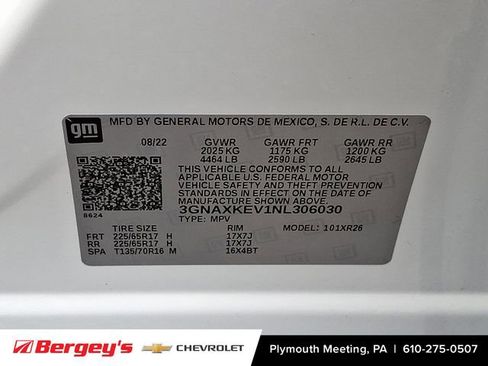 gm
MFD BY GENERAL MOTORS DE MEXICO, S. DE R.L. DE C.V.
08/22 GVWR GAWR FRT GAWR RR
2025 KG 1175 KG 1200 KG
4464 LB 2590 LB 2645 LB
THIS VEHICLE CONFORMS TO ALL
APPLICABLE U.S. FEDERAL MOTOR
VEHICLE SAFETY AND THEFT
PREVENTION STANDARDS
IN EFFECT ON THE DATE OF
MANUFACTURE SHOWN ABOVE.
8624 3GNAXKEV1NL306030
TYPE: MPV
TIRE SIZE RIM MODEL: 101XR26
FRT 225/65R17 H 17X7J
RR 225/65R17 H 17X7J
SPA T135/70R16 M 16X4BT
Bergey's CHEVROLET Plymouth Meeting, PA | 610-275-0507